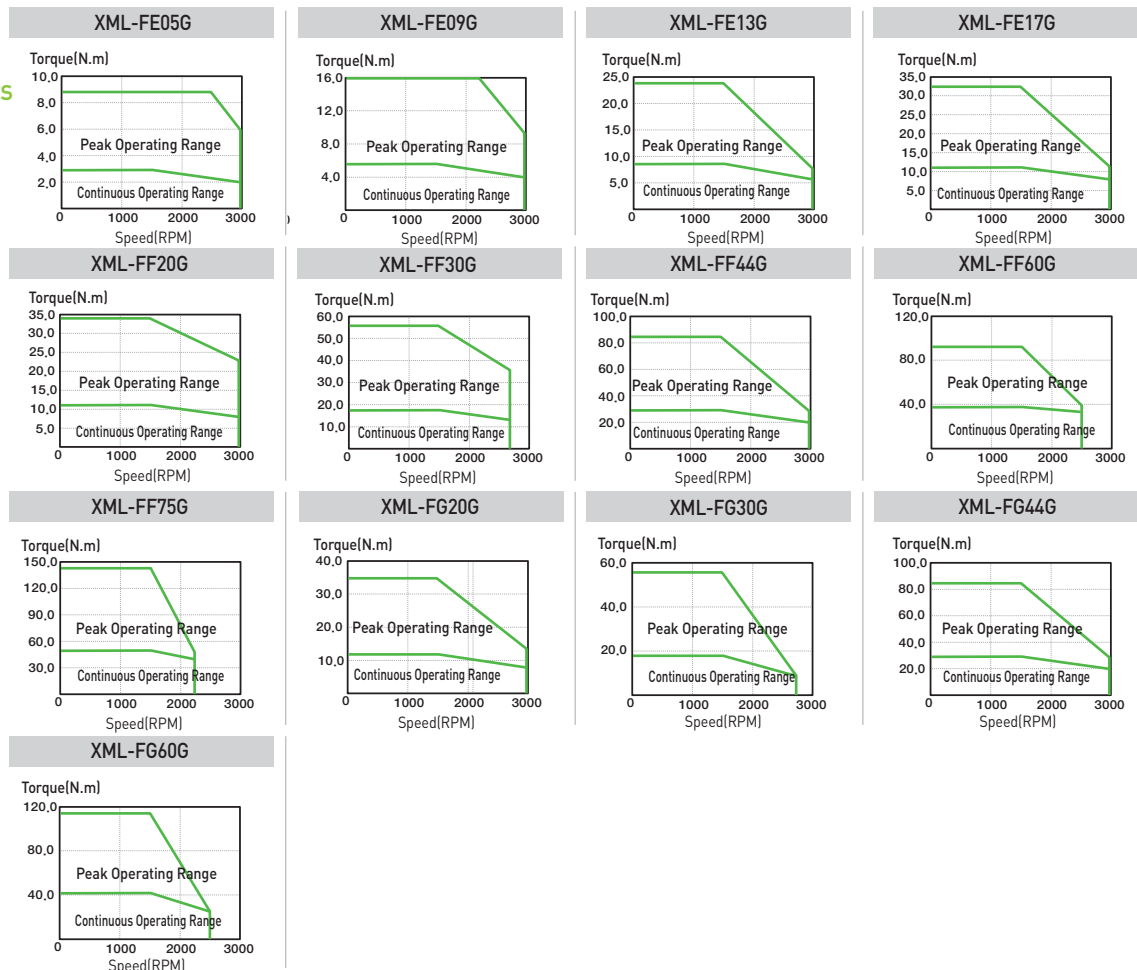 XML-FE05G
XML-FE09G
XML-FE13G
XML-FE17G
s
Torque(N.m)
10,0
8,0
6,0
4,0
2,0
Peak Operating Range
Continuous Operating Range
0 1000 2000 3000
Speed(RPM)
Torque(N.m)
16,0
12,0
8,0
4,0
Peak Operating Range
Continuous Operating Range
0 1000 2000 3000
Speed(RPM)
Torque(N.m)
25,0
20,0
15,0
10,0
5,0
Peak Operating Range
Continuous Operating Range
0 1000 2000 3000
Speed(RPM)
Torque(N.m)
35,0
30,0
25,0
20,0
15,0
10,0
5,0
Peak Operating Range
Continuous Operating Range
0 1000 2000 3000
Speed(RPM)
XML-FF20G
XML-FF30G
XML-FF44G
XML-FF60G
Torque(N.m)
35,0
30,0
25,0
20,0
15,0
10,0
5,0
Peak Operating Range
Continuous Operating Range
0 1000 2000 3000
Speed(RPM)
Torque(N.m)
60,0
50,0
40,0
30,0
20,0
10,0
Peak Operating Range
Continuous Operating Range
0 1000 2000 3000
Speed(RPM)
Torque(N.m)
100,0
80,0
60,0
40,0
20,0
Peak Operating Range
Continuous Operating Range
0 1000 2000 3000
Speed(RPM)
Torque(N.m)
120,0
80,0
40,0
Peak Operating Range
Continuous Operating Range
0 1000 2000 3000
Speed(RPM)
XML-FF75G
XML-FG20G
XML-FG30G
XML-FG44G
Torque(N.m)
150,0
120,0
90,0
60,0
30,0
Peak Operating Range
Continuous Operating Range
0 1000 2000 3000
Speed(RPM)
Torque(N.m)
40,0
30,0
20,0
10,0
Peak Operating Range
Continuous Operating Range
0 1000 2000 3000
Speed(RPM)
Torque(N.m)
60,0
40,0
20,0
Peak Operating Range
Continuous Operating Range
0 1000 2000 3000
Speed(RPM)
Torque(N.m)
100,0
80,0
60,0
40,0
20,0
Peak Operating Range
Continuous Operating Range
0 1000 2000 3000
Speed(RPM)
XML-FG60G
Torque(N.m)
120,0
80,0
40,0
Peak Operating Range
Continuous Operating Range
0 1000 2000 3000
Speed(RPM)